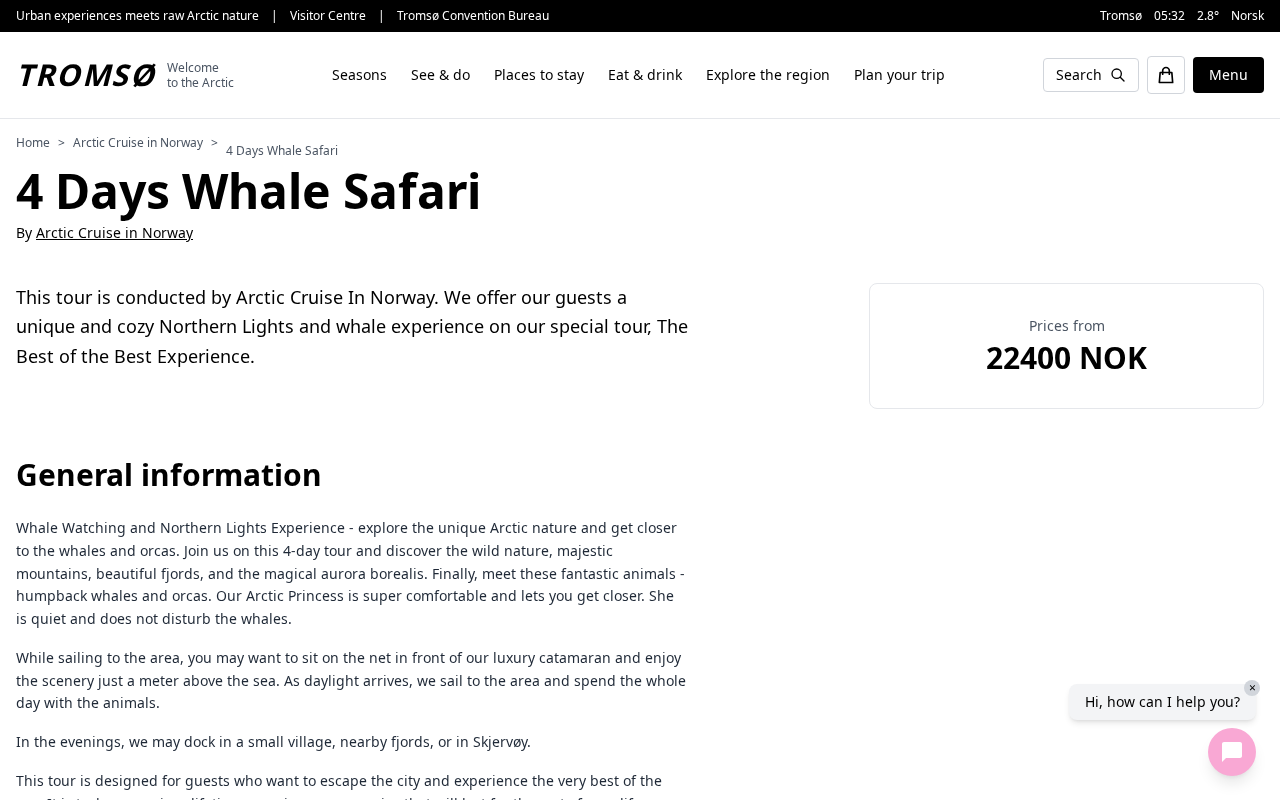 Urban experiences meets raw Arctic nature | Visitor Centre | Tromsø Convention Bureau
Tromsø 05:32 2.8° Norsk
TROMSØ
Welcome
to the Arctic
Seasons See & do Places to stay Eat & drink Explore the region Plan your trip
Search
Menu
Home > Arctic Cruise in Norway > 4 Days Whale Safari
4 Days Whale Safari
By Arctic Cruise in Norway
This tour is conducted by Arctic Cruise In Norway. We offer our guests a
unique and cozy Northern Lights and whale experience on our special tour, The
Best of the Best Experience.
Prices from
22400 NOK
General information
Whale Watching and Northern Lights Experience - explore the unique Arctic nature and get closer
to the whales and orcas. Join us on this 4-day tour and discover the wild nature, majestic
mountains, beautiful fjords, and the magical aurora borealis. Finally, meet these fantastic animals -
humpback whales and orcas. Our Arctic Princess is super comfortable and lets you get closer. She
is quiet and does not disturb the whales.
While sailing to the area, you may want to sit on the net in front of our luxury catamaran and enjoy
the scenery just a meter above the sea. As daylight arrives, we sail to the area and spend the whole
day with the animals.
In the evenings, we may dock in a small village, nearby fjords, or in Skjervøy.
This tour is designed for guests who want to escape the city and experience the very best of the
Hi, how can I help you?